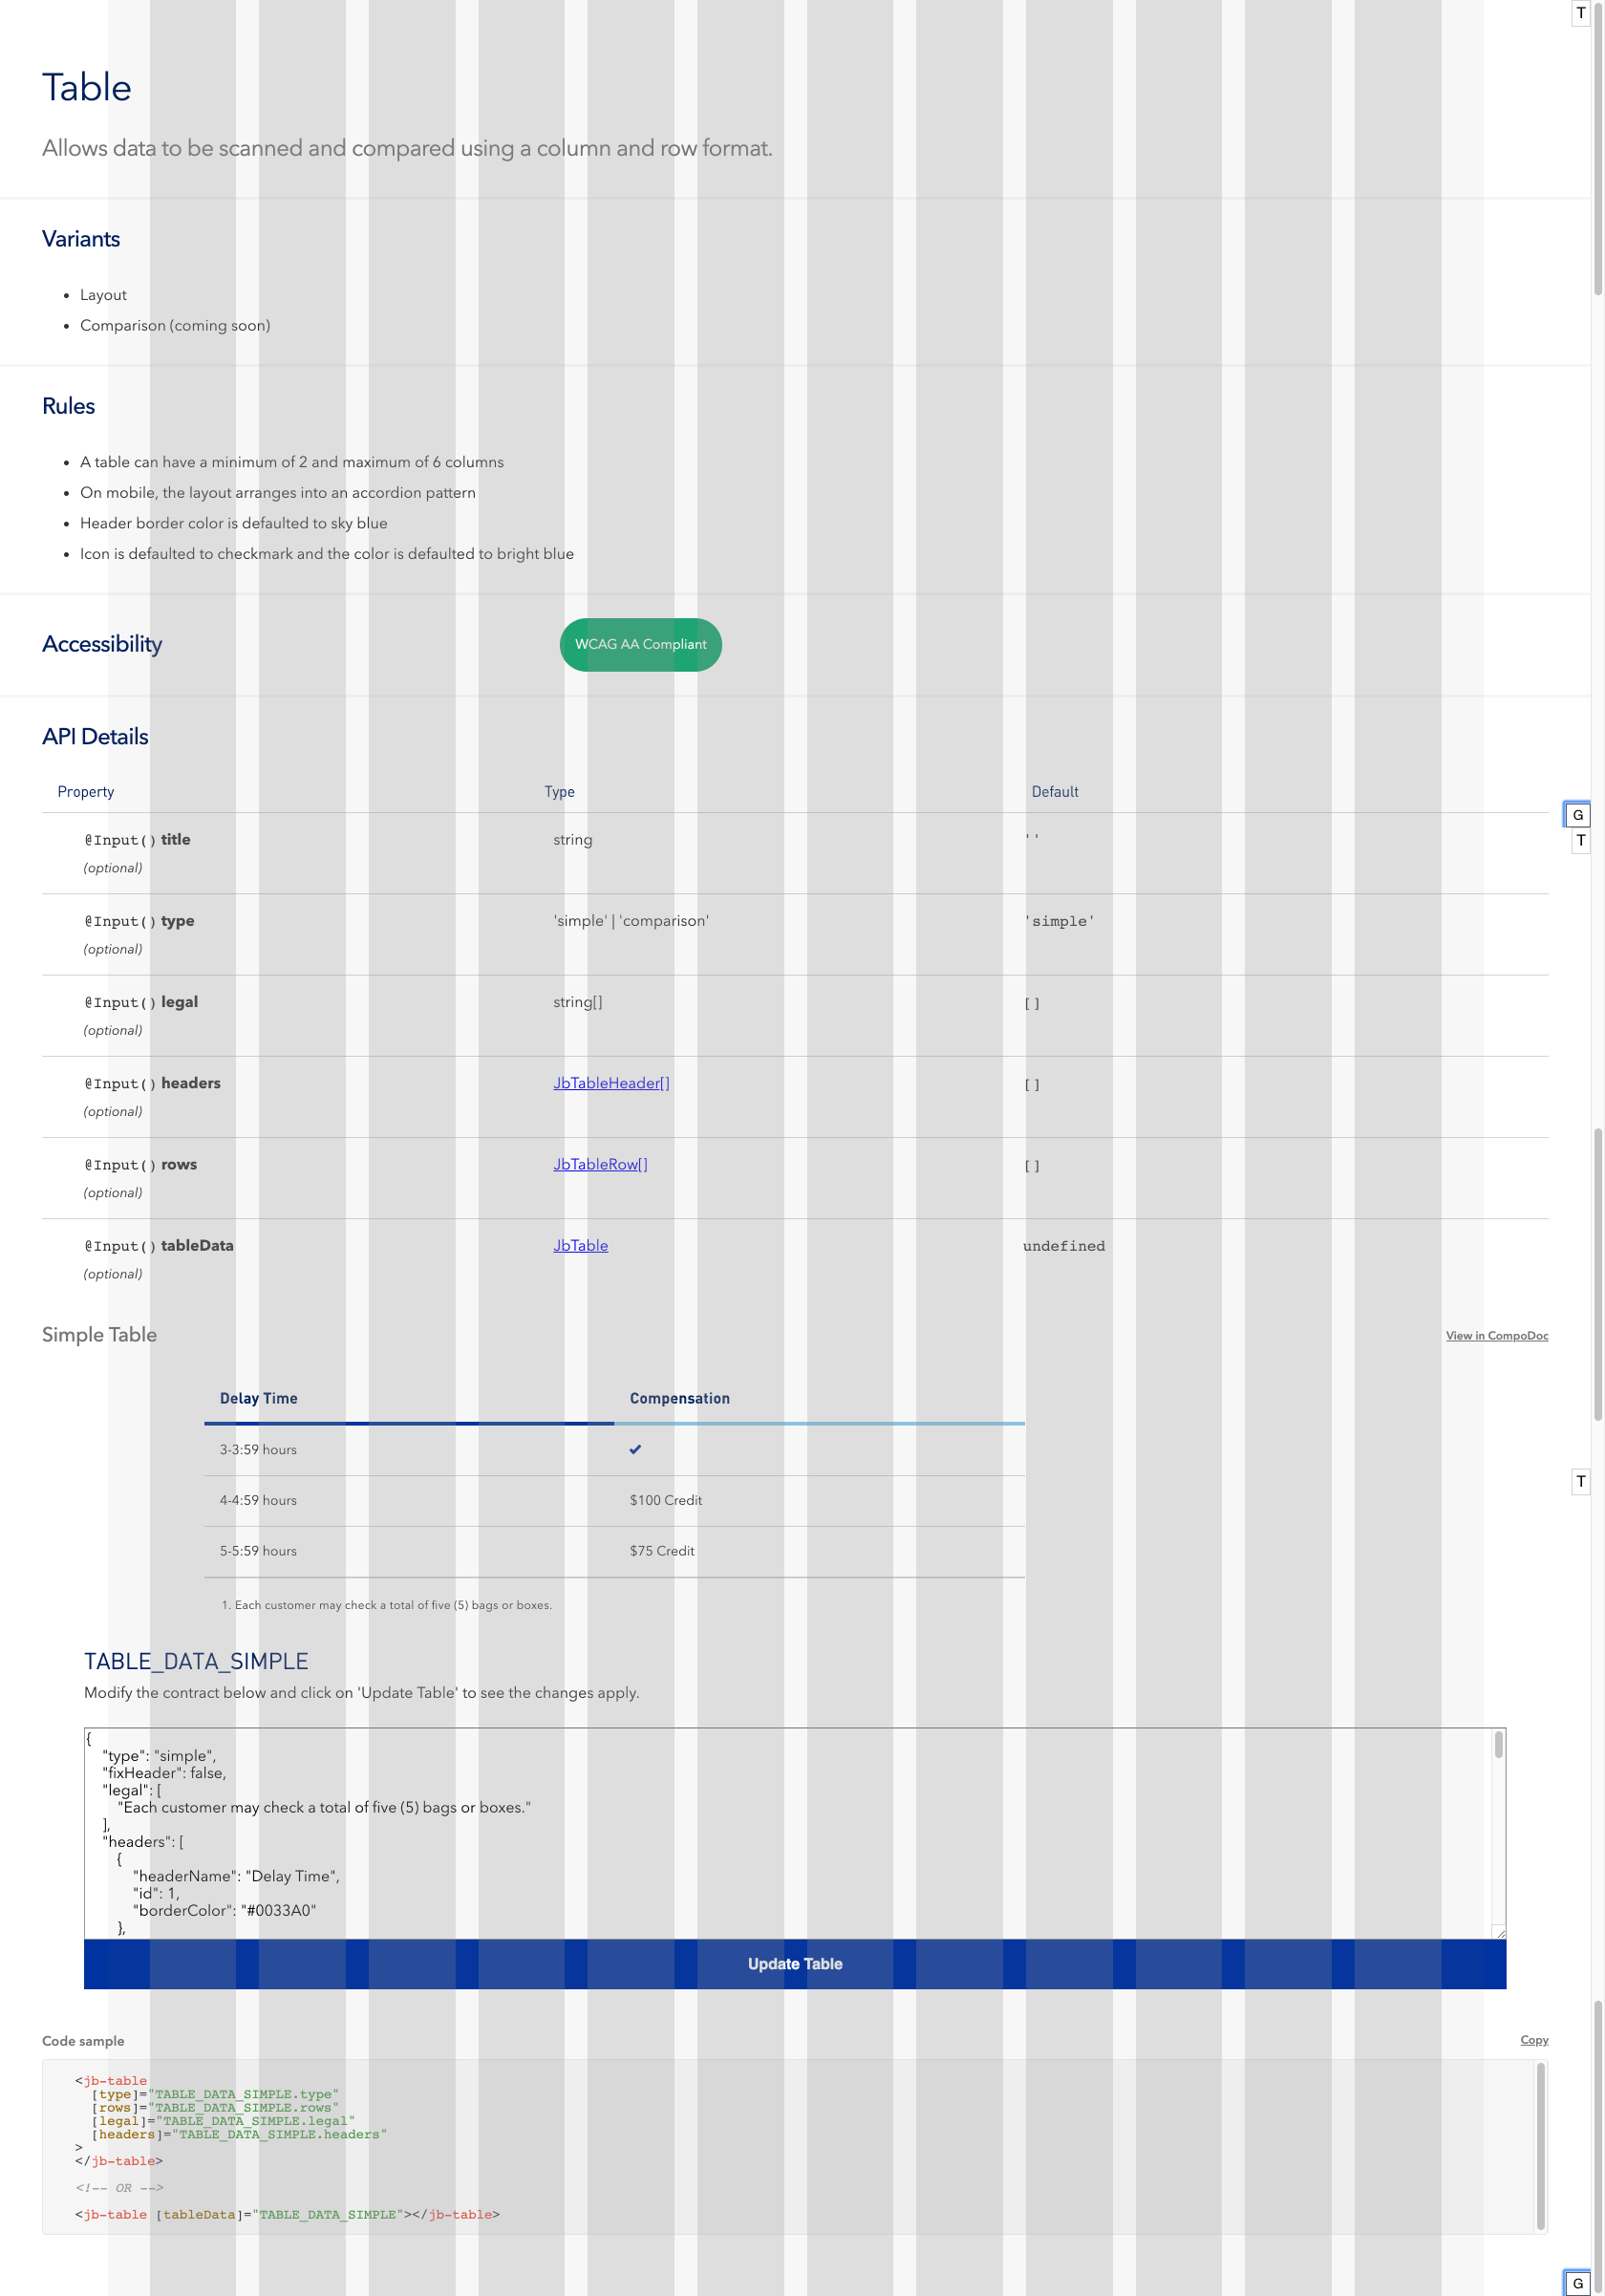 T
Table
Allows data to be scanned and compared using a column and row format.
Variants
• Layout
• Comparison (coming soon)
Rules
• A table can have a minimum of 2 and maximum of 6 columns
• On mobile, the layout arranges into an accordion pattern
• Header border color is defaulted to sky blue
• Icon is defaulted to checkmark and the color is defaulted to bright blue
Accessibility WCAG AA Compliant
API Details
Property Type Default
G
@Input() title string ''
T
(optional)
@Input() type 'simple' | 'comparison' 'simple'
(optional)
@Input() legal string[] []
(optional)
@Input() headers JbTableHeader[] []
(optional)
@Input() rows JbTableRow[] []
(optional)
@Input() tableData JbTable undefined
(optional)
Simple Table View in CompoDoc
Delay Time Compensation
3-3:59 hours ✔
T
4-4:59 hours $100 Credit
5-5:59 hours $75 Credit
1. Each customer may check a total of five (5) bags or boxes.
TABLE_DATA_SIMPLE
Modify the contract below and click on 'Update Table' to see the changes apply.
{
"type": "simple",
"fixHeader": false,
"legal": [
"Each customer may check a total of five (5) bags or boxes."
],
"headers": [
{
"headerName": "Delay Time",
"id": 1,
"borderColor": "#0033A0"
},
Update Table
Code sample Copy
<jb-table
[type]="TABLE_DATA_SIMPLE.type"
[rows]="TABLE_DATA_SIMPLE.rows"
[legal]="TABLE_DATA_SIMPLE.legal"
[headers]="TABLE_DATA_SIMPLE.headers"
>
</jb-table>
<!-- OR -->
<jb-table [tableData]="TABLE_DATA_SIMPLE"></jb-table>
G